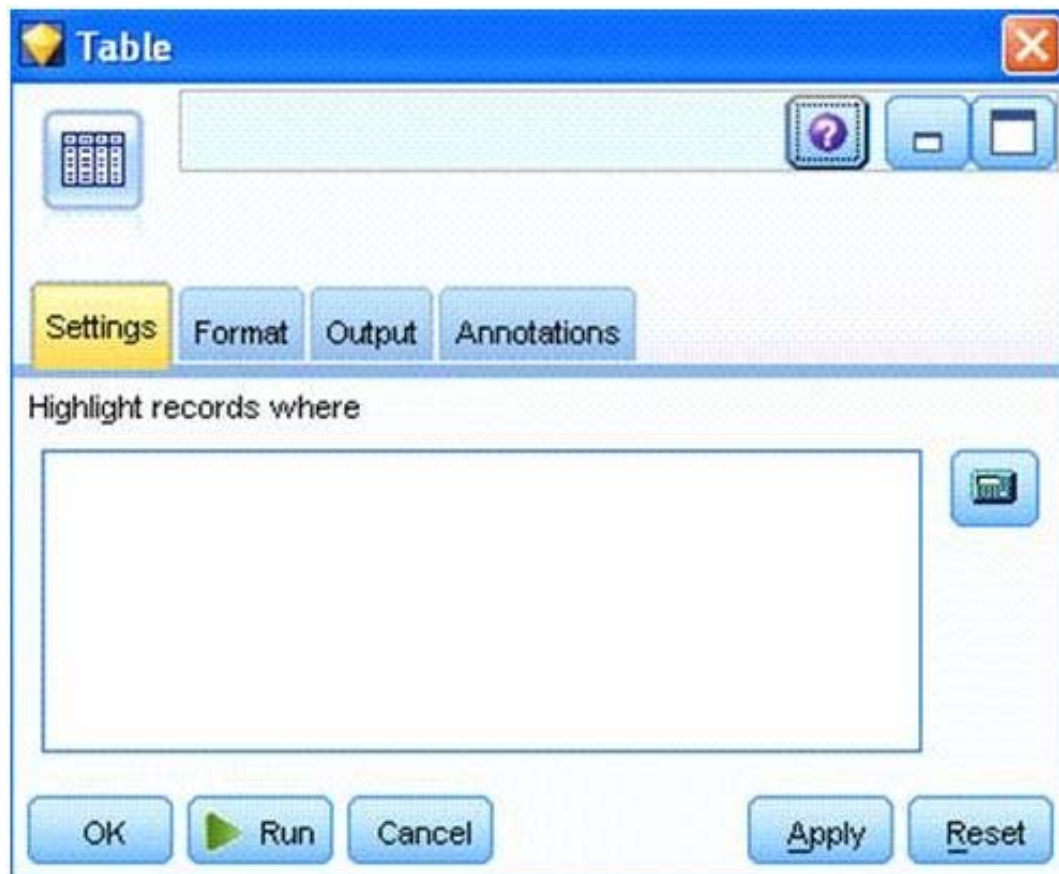 Table
?
Settings Format Output Annotations
Highlight records where
OK Run Cancel Apply Reset